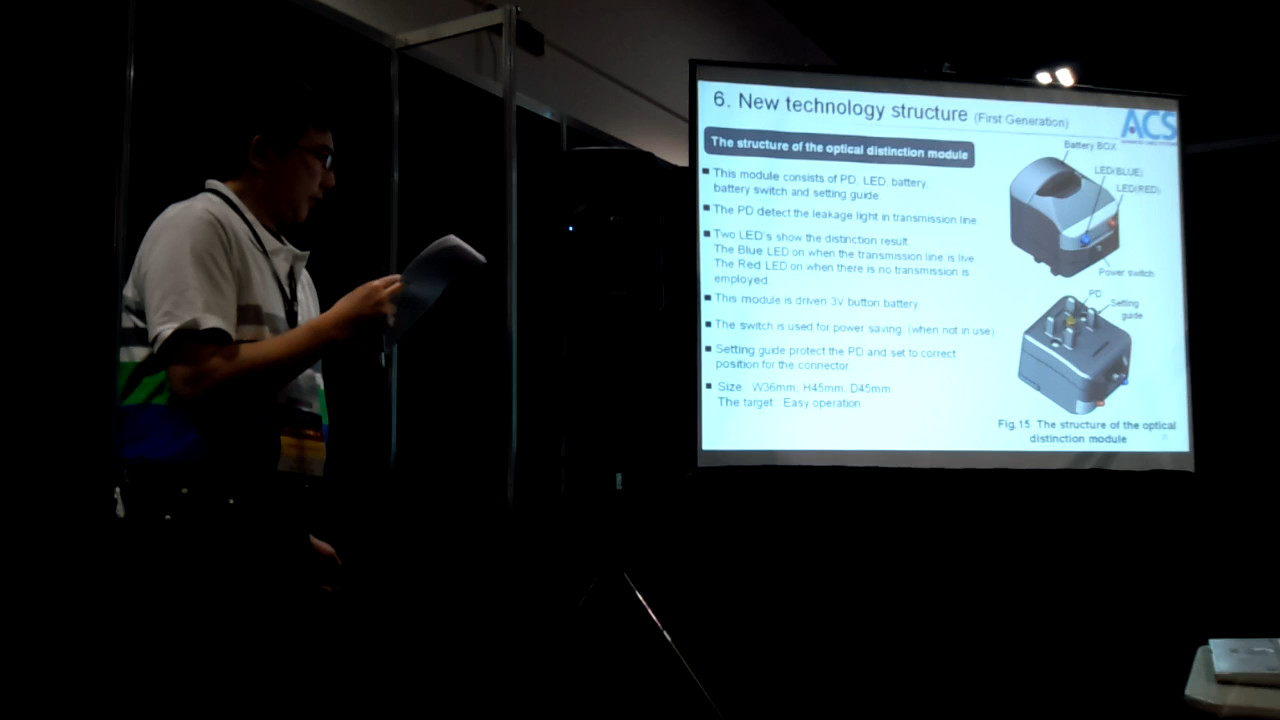 6. New technology structure (First Generation)
ACS
The structure of the optical distinction module
■ This module consists of PD, LED, battery,
battery switch and setting guide
■ The PD detect the leakage light in transmission line
■ Two LED's show the distinction result.
The Blue LED on when the transmission line is live.
The Red LED on when there is no transmission is
employed
■ This module is driven 3V button battery
■ The switch is used for power saving. (when not in use)
■ Setting guide protect the PD and set to correct
position for the connector
■ Size : W36mm, H45mm, D45mm
The target : Easy operation
Battery BOX
LED(BLUE)
LED(RED)
Power switch
PD
Setting
guide
Fig.15 The structure of the optical
distinction module